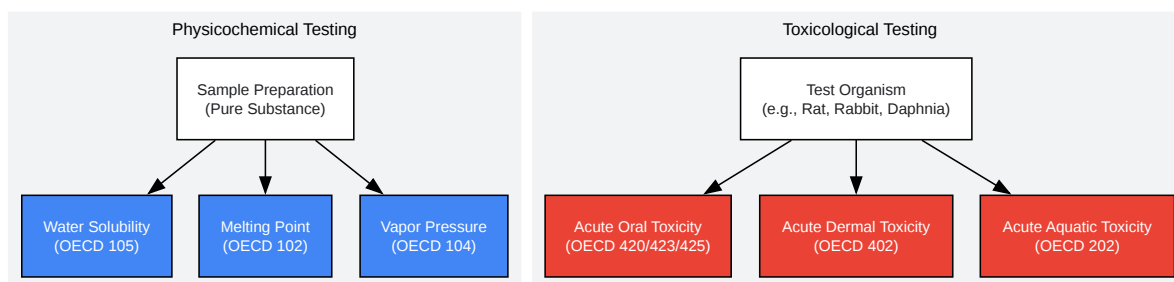 Physicochemical Testing
Sample Preparation
(Pure Substance)
Water Solubility
(OECD 105)
Melting Point
(OECD 102)
Vapor Pressure
(OECD 104)
Toxicological Testing
Test Organism
(e.g., Rat, Rabbit, Daphnia)
Acute Oral Toxicity
(OECD 420/423/425)
Acute Dermal Toxicity
(OECD 402)
Acute Aquatic Toxicity
(OECD 202)